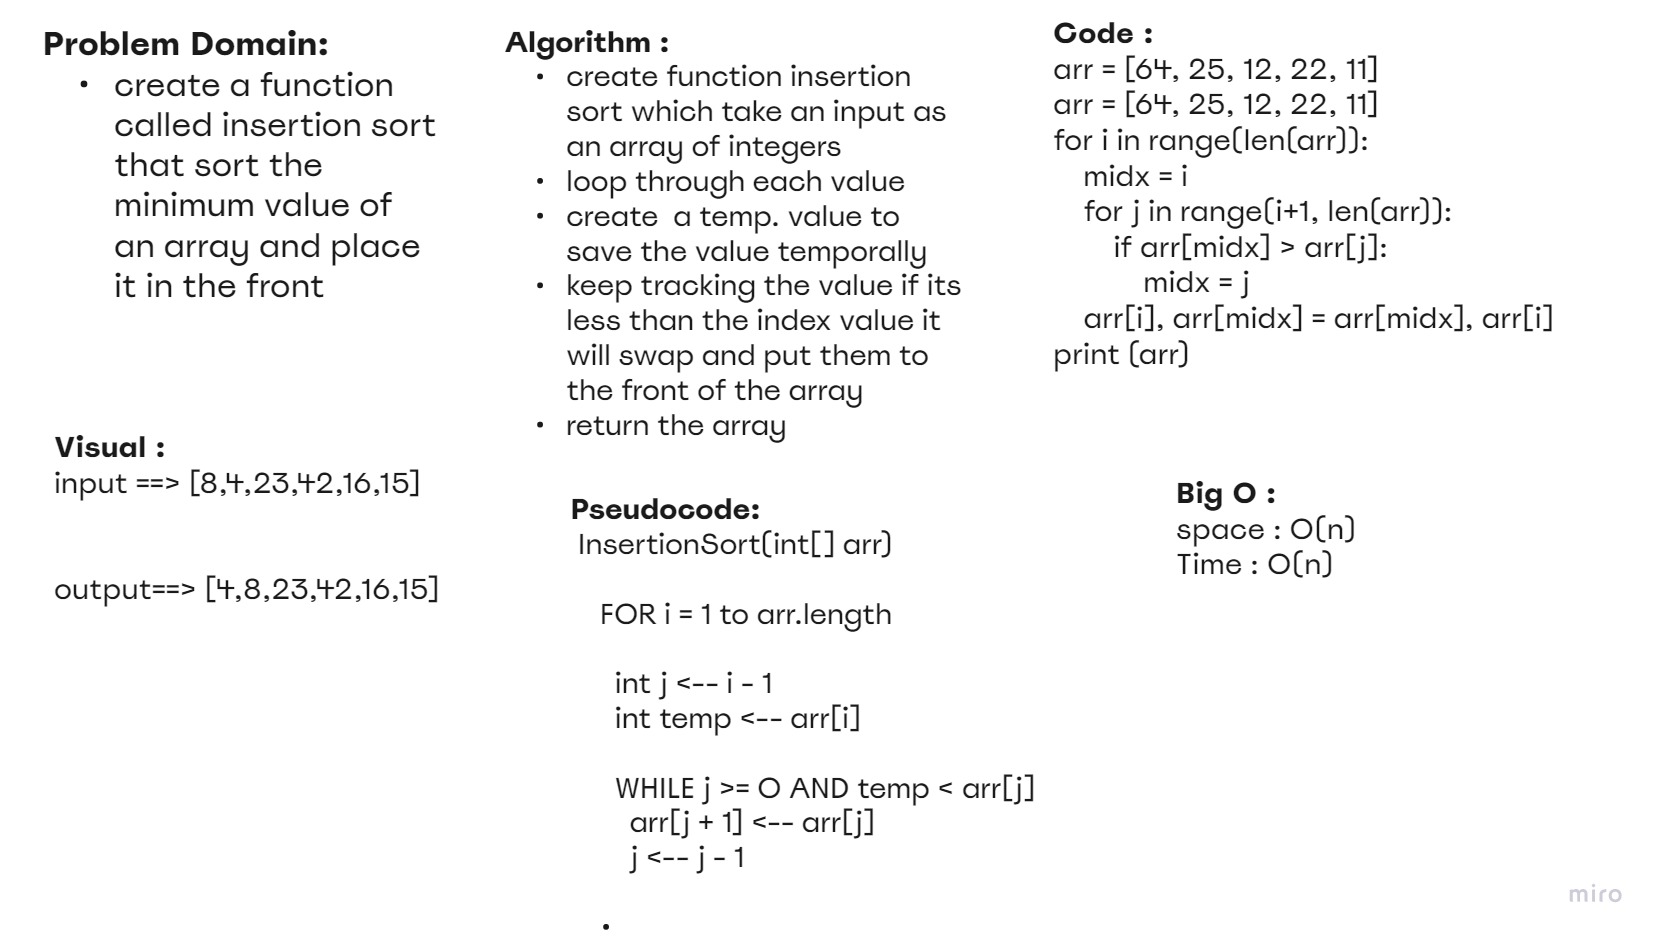 Problem Domain:
• create a function
called insertion sort
that sort the
minimum value of
an array and place
it in the front
Visual :
input ==> [8,4,23,42,16,15]
output==> [4,8,23,42,16,15]
Algorithm :
• create function insertion
sort which take an input as
an array of integers
• loop through each value
• create  a temp. value to
save the value temporally
• keep tracking the value if its
less than the index value it
will swap and put them to
the front of the array
• return the array
Pseudocode:
InsertionSort(int[] arr)
FOR i = 1 to arr.length
int j <-- i - 1
int temp <-- arr[i]
WHILE j >= 0 AND temp < arr[j]
arr[j + 1] <-- arr[j]
j <-- j - 1
•
Code :
arr = [64, 25, 12, 22, 11]
arr = [64, 25, 12, 22, 11]
for i in range(len(arr)):
midx = i
for j in range(i+1, len(arr)):
if arr[midx] > arr[j]:
midx = j
arr[i], arr[midx] = arr[midx], arr[i]
print (arr)
Big O :
space : O(n)
Time : O(n)
miro